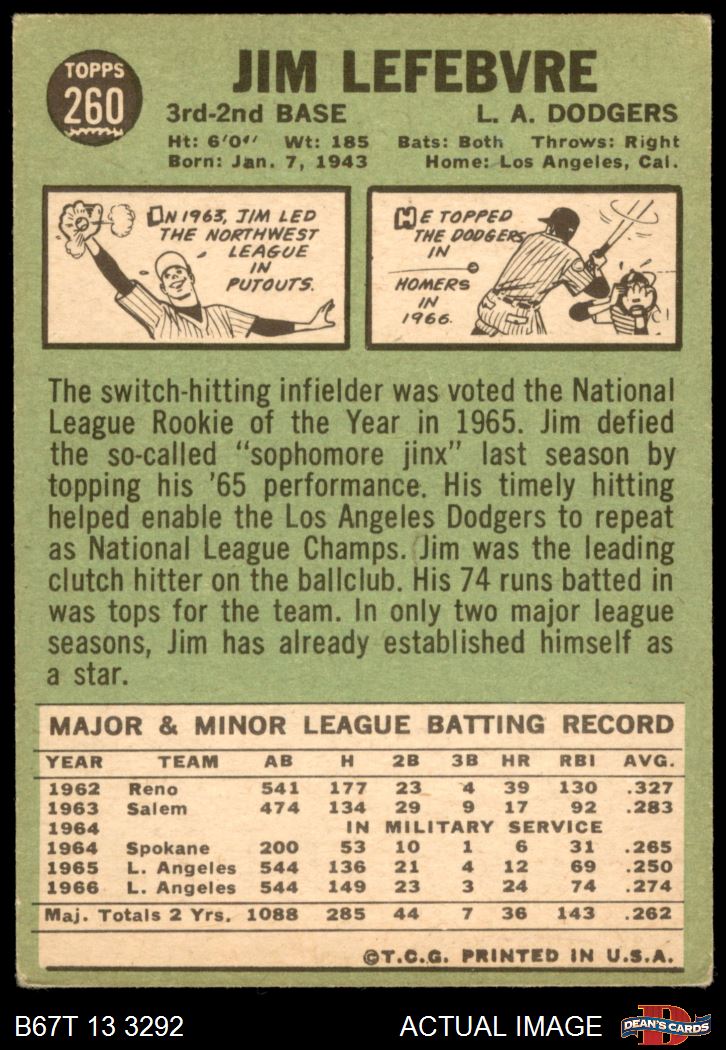 TOPPS
260
JIM LEFEBVRE
3rd-2nd BASE L. A. DODGERS
Ht: 6'0" Wt: 185 Bats: Both Throws: Right
Born: Jan. 7, 1943 Home: Los Angeles, Cal.
IN 1963, JIM LED
THE NORTHWEST
LEAGUE
IN
PUTOUTS.
HE TOPPED
THE DODGERS
IN
HOMERS
IN
1966.
The switch-hitting infielder was voted the National
League Rookie of the Year in 1965. Jim defied
the so-called "sophomore jinx" last season by
topping his '65 performance. His timely hitting
helped enable the Los Angeles Dodgers to repeat
as National League Champs. Jim was the leading
clutch hitter on the ballclub. His 74 runs batted in
was tops for the team. In only two major league
seasons, Jim has already established himself as
a star.
MAJOR & MINOR LEAGUE BATTING RECORD
YEAR TEAM AB H 2B 3B HR RBI AVG.
1962 Reno 541 177 23 4 39 130 .327
1963 Salem 474 134 29 9 17 92 .283
1964 IN MILITARY SERVICE
1964 Spokane 200 53 10 1 6 31 .265
1965 L. Angeles 544 136 21 4 12 69 .250
1966 L. Angeles 544 149 23 3 24 74 .274
Maj. Totals 2 Yrs. 1088 285 44 7 36 143 .262
©T.C.G. PRINTED IN U.S.A.
B67T 13 3292 ACTUAL IMAGE
D
DEAN'S CARDS